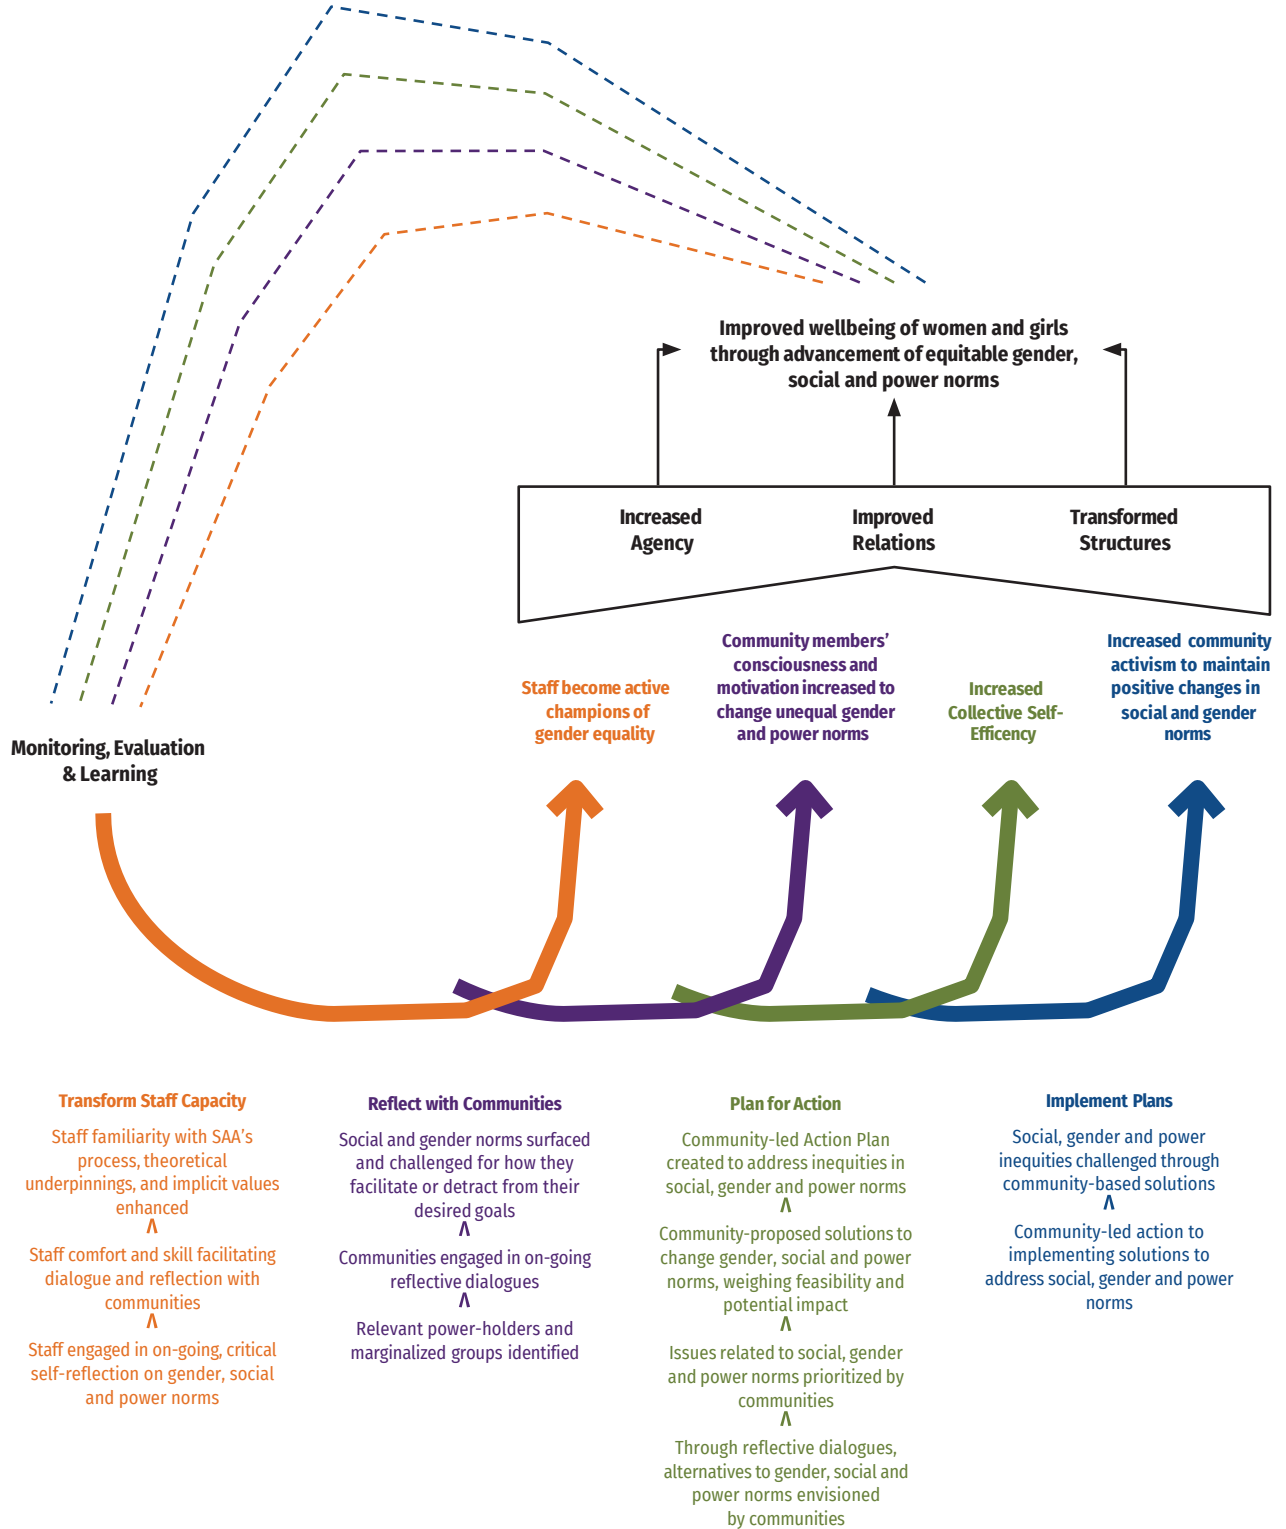 Improved wellbeing of women and girls
through advancement of equitable gender,
social and power norms
Increased
Agency
Improved
Relations
Transformed
Structures
Staff become active
champions of
gender equality
Community members’
consciousness and
motivation increased to
change unequal gender
and power norms
Increased
Collective Self-
Efficency
Increased community
activism to maintain
positive changes in
social and gender
norms
Monitoring, Evaluation
& Learning
Transform Staff Capacity
Staff familiarity with SAA’s
process, theoretical
underpinnings, and implicit values
enhanced
Staff comfort and skill facilitating
dialogue and reflection with
communities
Staff engaged in on-going, critical
self-reflection on gender, social
and power norms
Reflect with Communities
Social and gender norms surfaced
and challenged for how they
facilitate or detract from their
desired goals
Communities engaged in on-going
reflective dialogues
Relevant power-holders and
marginalized groups identified
Plan for Action
Community-led Action Plan
created to address inequities in
social, gender and power norms
Community-proposed solutions to
change gender, social and power
norms, weighing feasibility and
potential impact
Issues related to social, gender
and power norms prioritized by
communities
Through reflective dialogues,
alternatives to gender, social and
power norms envisioned
by communities
Implement Plans
Social, gender and power
inequities challenged through
community-based solutions
Community-led action to
implementing solutions to
address social, gender and power
norms